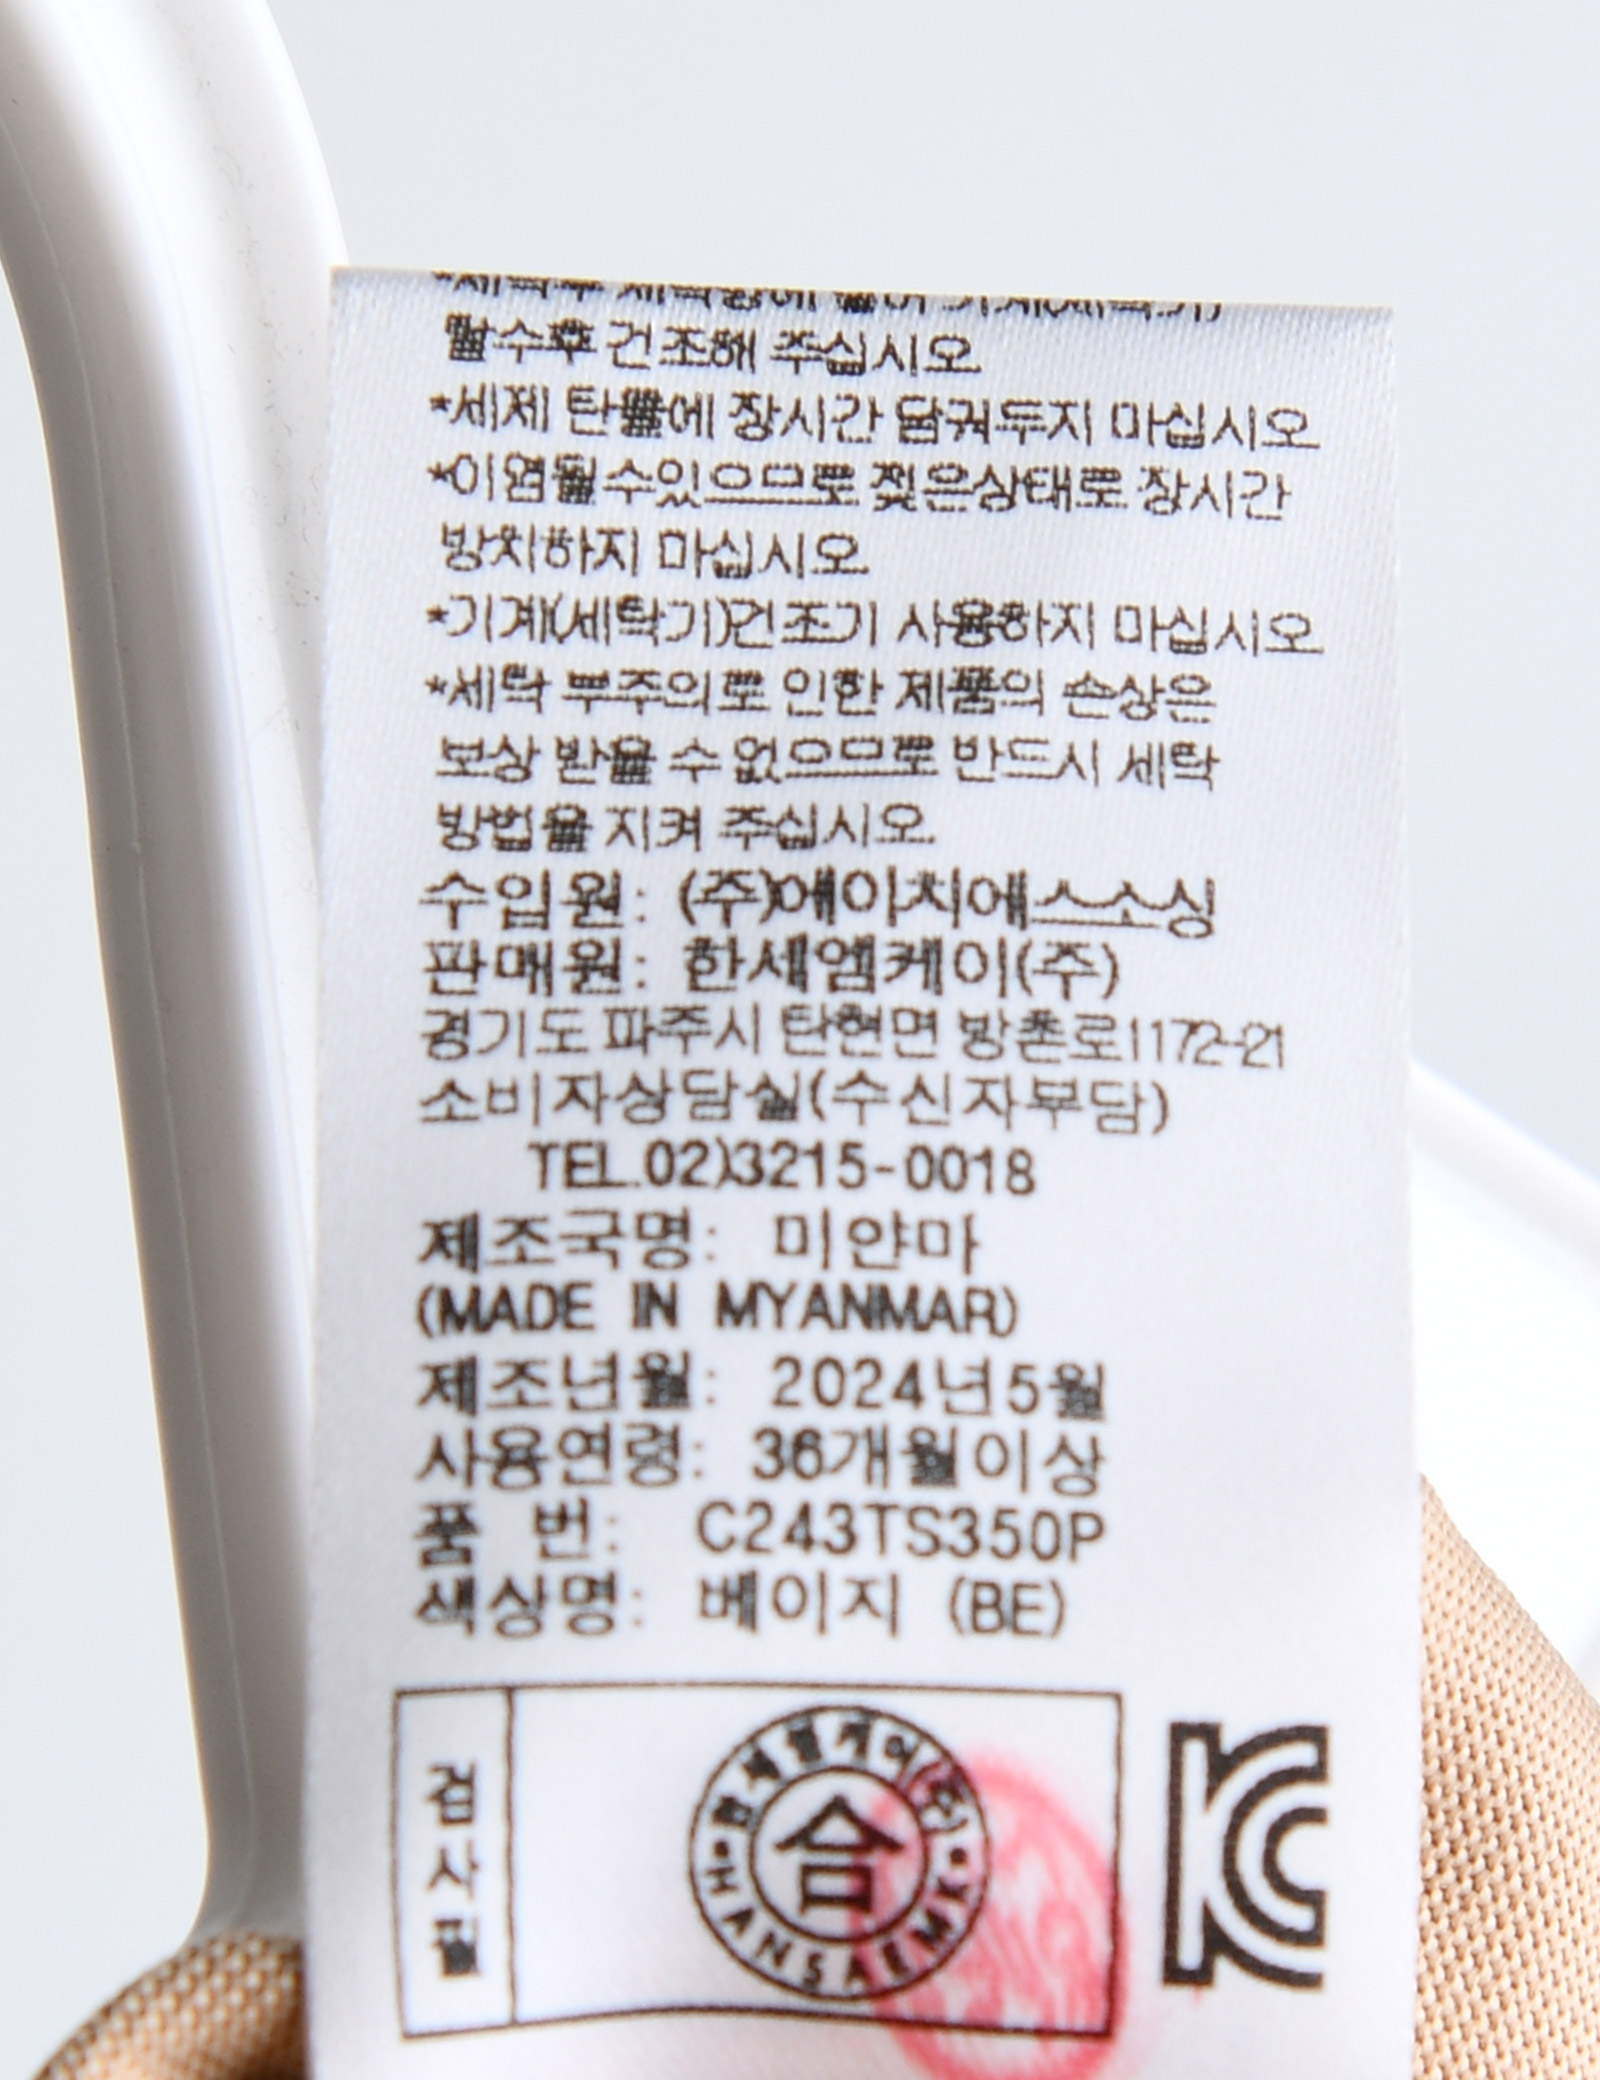 탈수후 건조해 주십시오
*세제 탄물에 장시간 담궈두지 마십시오
*이염될수있으므로 젖은상태로 장시간
방치하지 마십시오
*기계(세탁기)건조기 사용하지 마십시오
*세탁 부주의로 인한 제품의 손상은
보상 받을 수 없으므로 반드시 세탁
방법을 지켜 주십시오
수입원: (주)에이치에스소싱
판매원: 한세엠케이(주)
경기도 파주시 탄현면 방촌로1172-21
소비자상담실(수신자부담)
TEL.02)3215-0018
제조국명: 미얀마
(MADE IN MYANMAR)
제조년월: 2024년5월
사용연령: 36개월이상
품 번: C243TS350P
색상명: 베이지 (BE)
검사필
한세엠케이(주)
合
HANSAEMK
KC